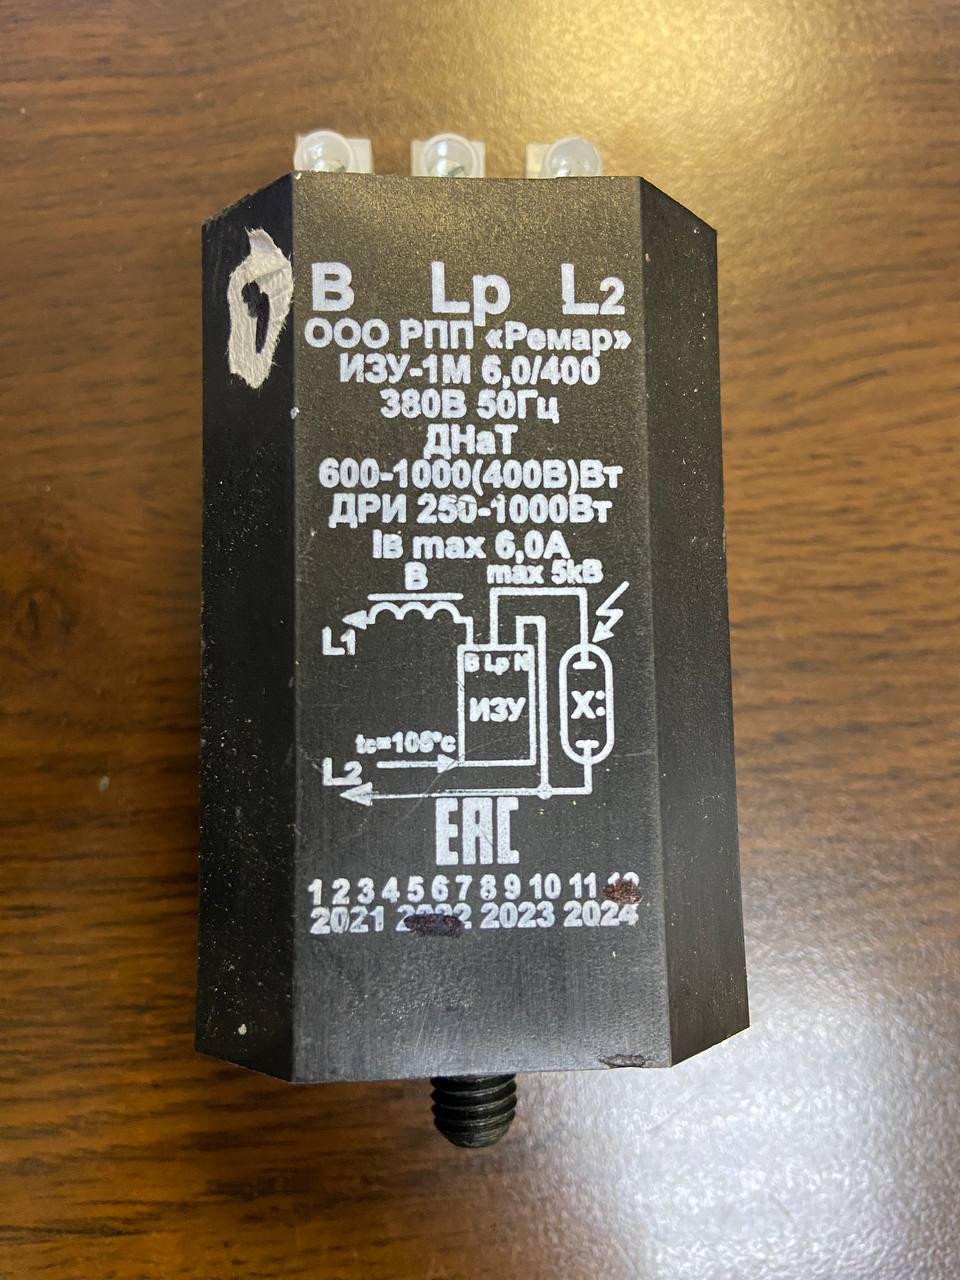 B Lp L2
ООО РПП «Ремар»
ИЗУ-1М 6,0/400
380В 50Гц
ДНаТ
600-1000(400В)Вт
ДРИ 250-1000Вт
Iв max 6,0А
B
max 5kB
L1
B Lp N
ИЗУ
X:
tc=105°c
L2
ЕАС
1 2 3 4 5 6 7 8 9 10 11 12
2021 2022 2023 2024